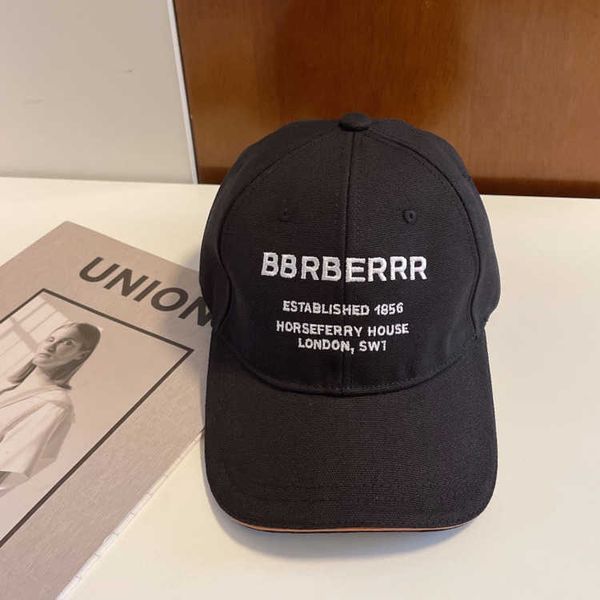 UNION
BBRBERRR
ESTABLISHED 1856
HORSEFERRY HOUSE
LONDON, SW1